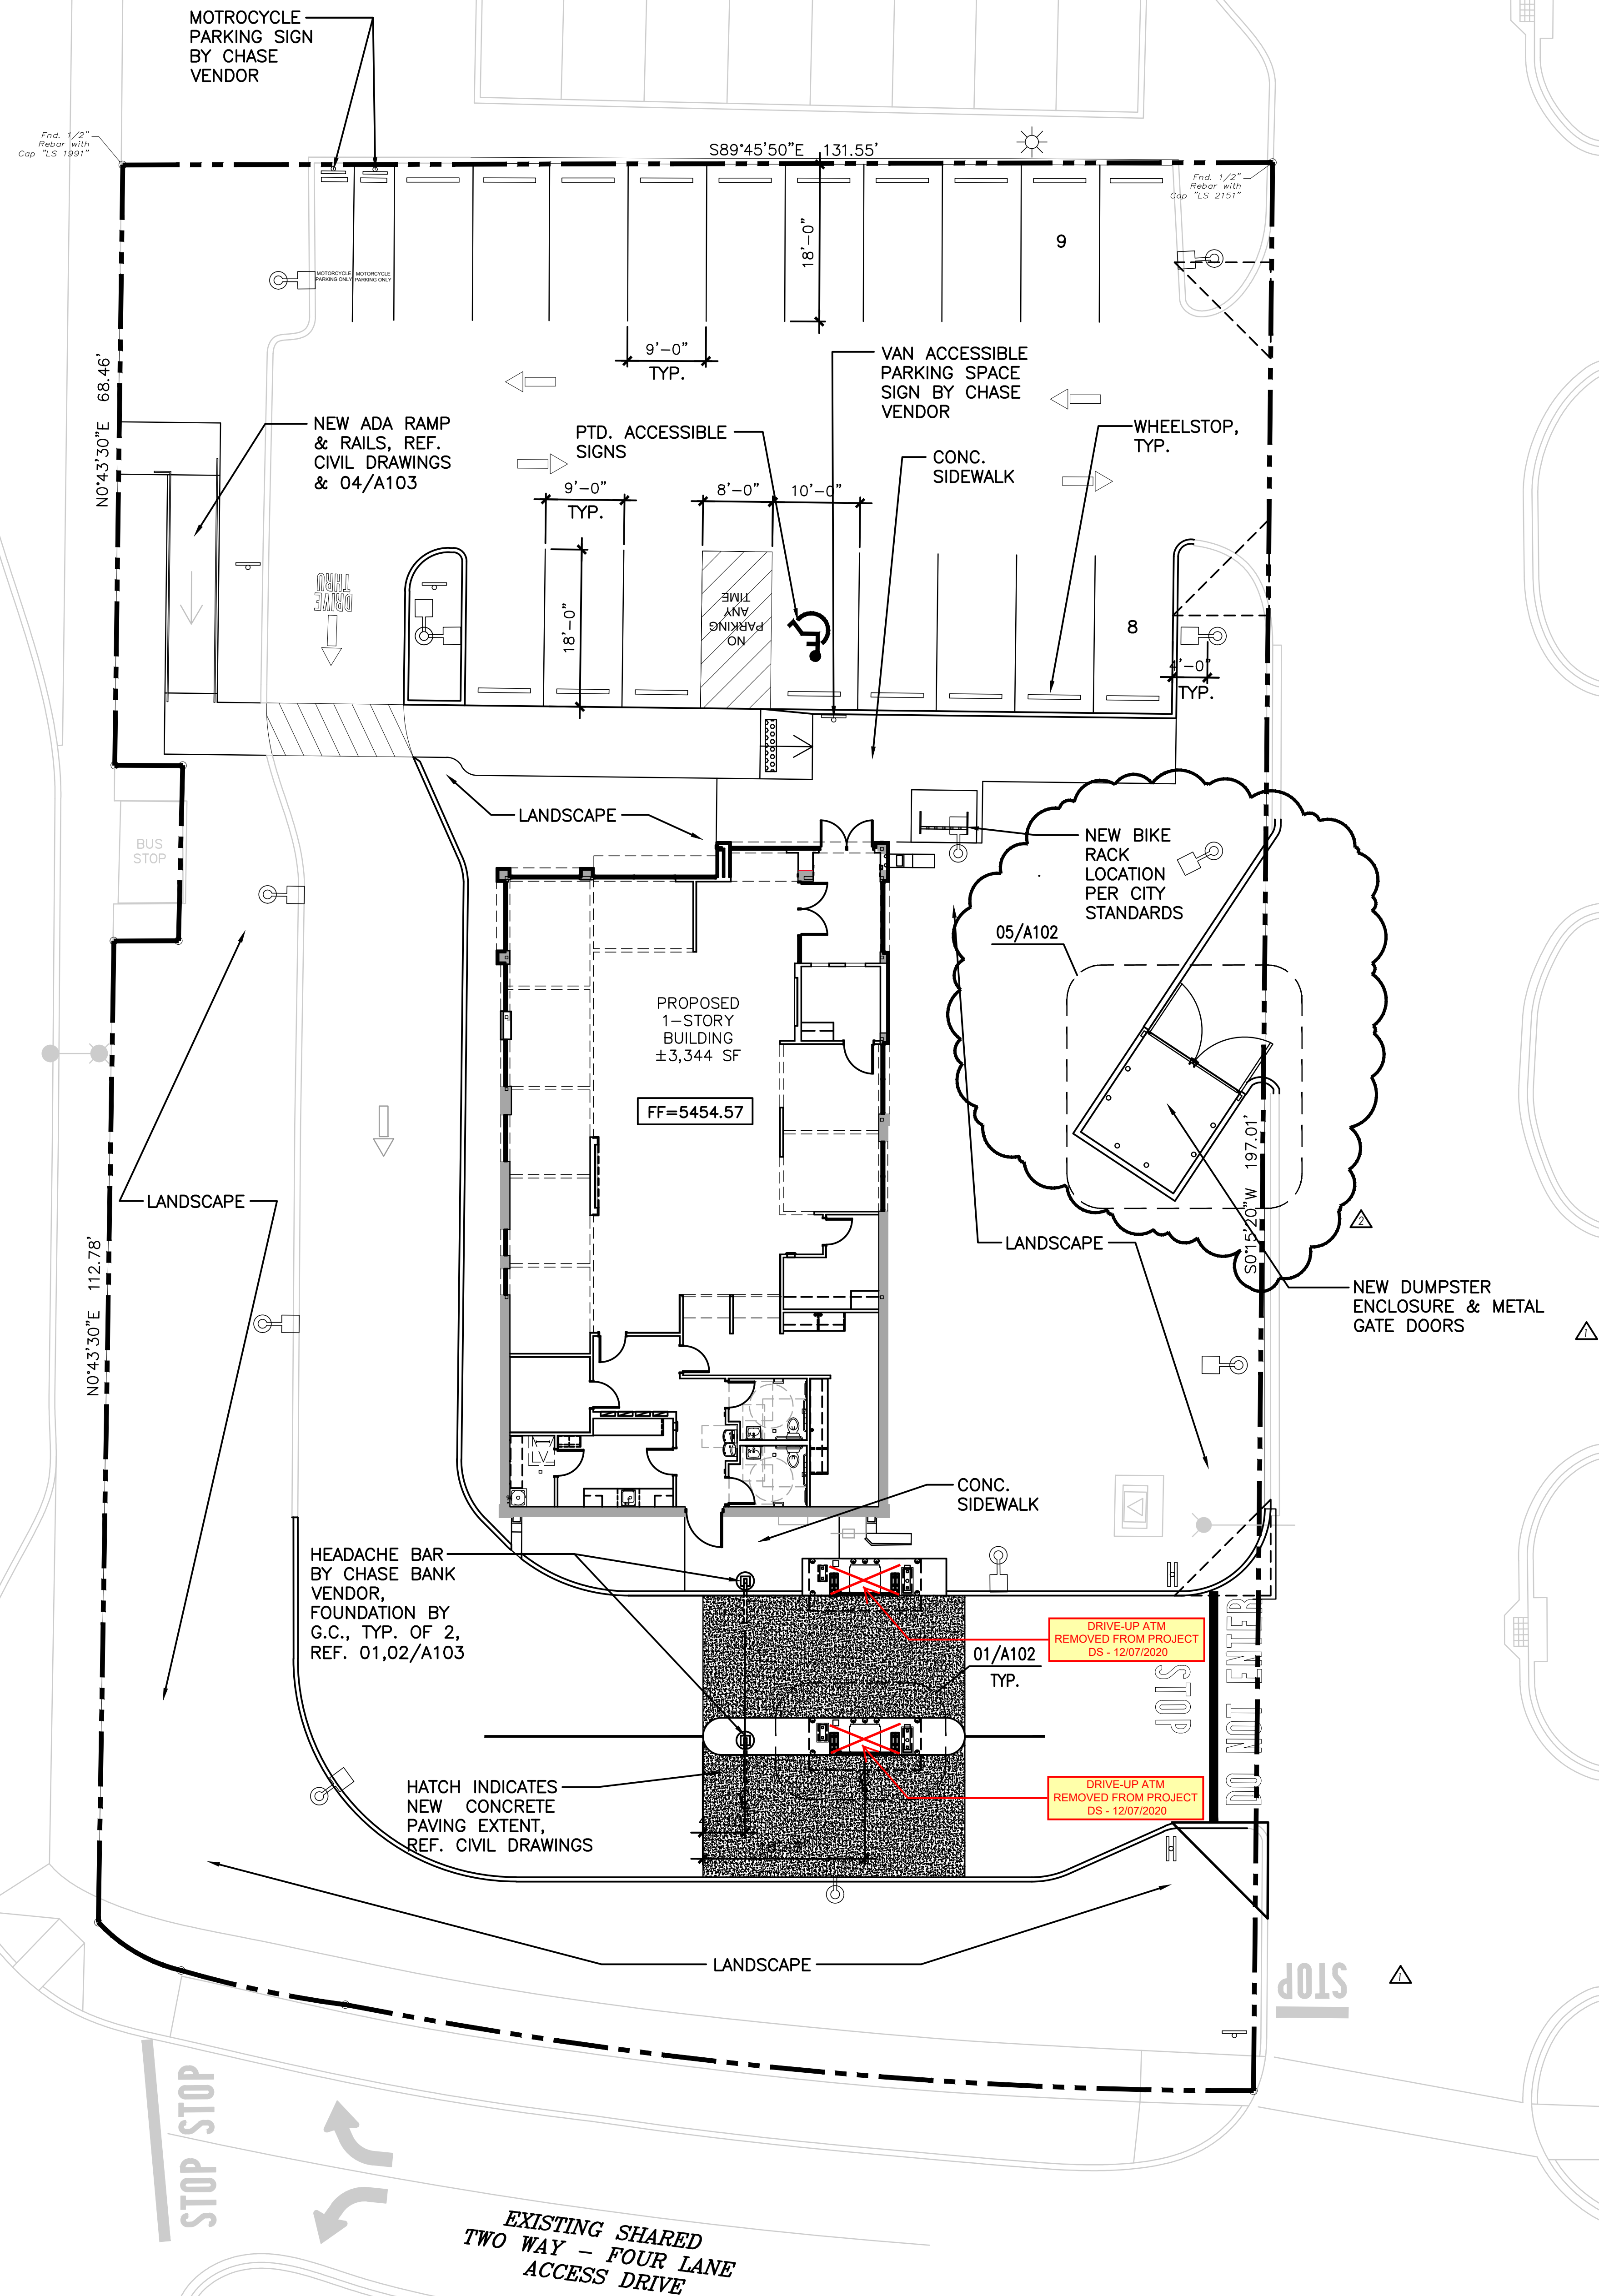 MOTROCYCLE
PARKING SIGN
BY CHASE
VENDOR
Fnd. 1/2"
Rebar with
Cap "LS 1991"
S89°45'50"E 131.55'
Fnd. 1/2"
Rebar with
Cap "LS 2151"
18'-0"
9
MOTORCYCLE
PARKING ONLY
MOTORCYCLE
PARKING ONLY
9'-0"
TYP.
VAN ACCESSIBLE
PARKING SPACE
SIGN BY CHASE
VENDOR
N0°43'30"E 68.46'
NEW ADA RAMP
& RAILS, REF.
CIVIL DRAWINGS
& 04/A103
PTD. ACCESSIBLE
SIGNS
CONC.
SIDEWALK
WHEELSTOP,
TYP.
9'-0"
TYP.
8'-0"
10'-0"
DRIVE
THRU
18'-0"
NO
PARKING
ANY
TIME
8
4'-0"
TYP.
BUS
STOP
LANDSCAPE
NEW BIKE
RACK
LOCATION
PER CITY
STANDARDS
05/A102
PROPOSED
1-STORY
BUILDING
±3,344 SF
FF=5454.57
LANDSCAPE
N0°43'30"E 112.78'
S0°15'20"W 197.01'
2
LANDSCAPE
NEW DUMPSTER
ENCLOSURE & METAL
GATE DOORS
1
CONC.
SIDEWALK
HEADACHE BAR
BY CHASE BANK
VENDOR,
FOUNDATION BY
G.C., TYP. OF 2,
REF. 01,02/A103
DRIVE-UP ATM
REMOVED FROM PROJECT
DS - 12/07/2020
01/A102
TYP.
STOP
DO NOT ENTER
DRIVE-UP ATM
REMOVED FROM PROJECT
DS - 12/07/2020
HATCH INDICATES
NEW CONCRETE
PAVING EXTENT,
REF. CIVIL DRAWINGS
LANDSCAPE
STOP
1
STOP STOP
EXISTING SHARED
TWO WAY - FOUR LANE
ACCESS DRIVE